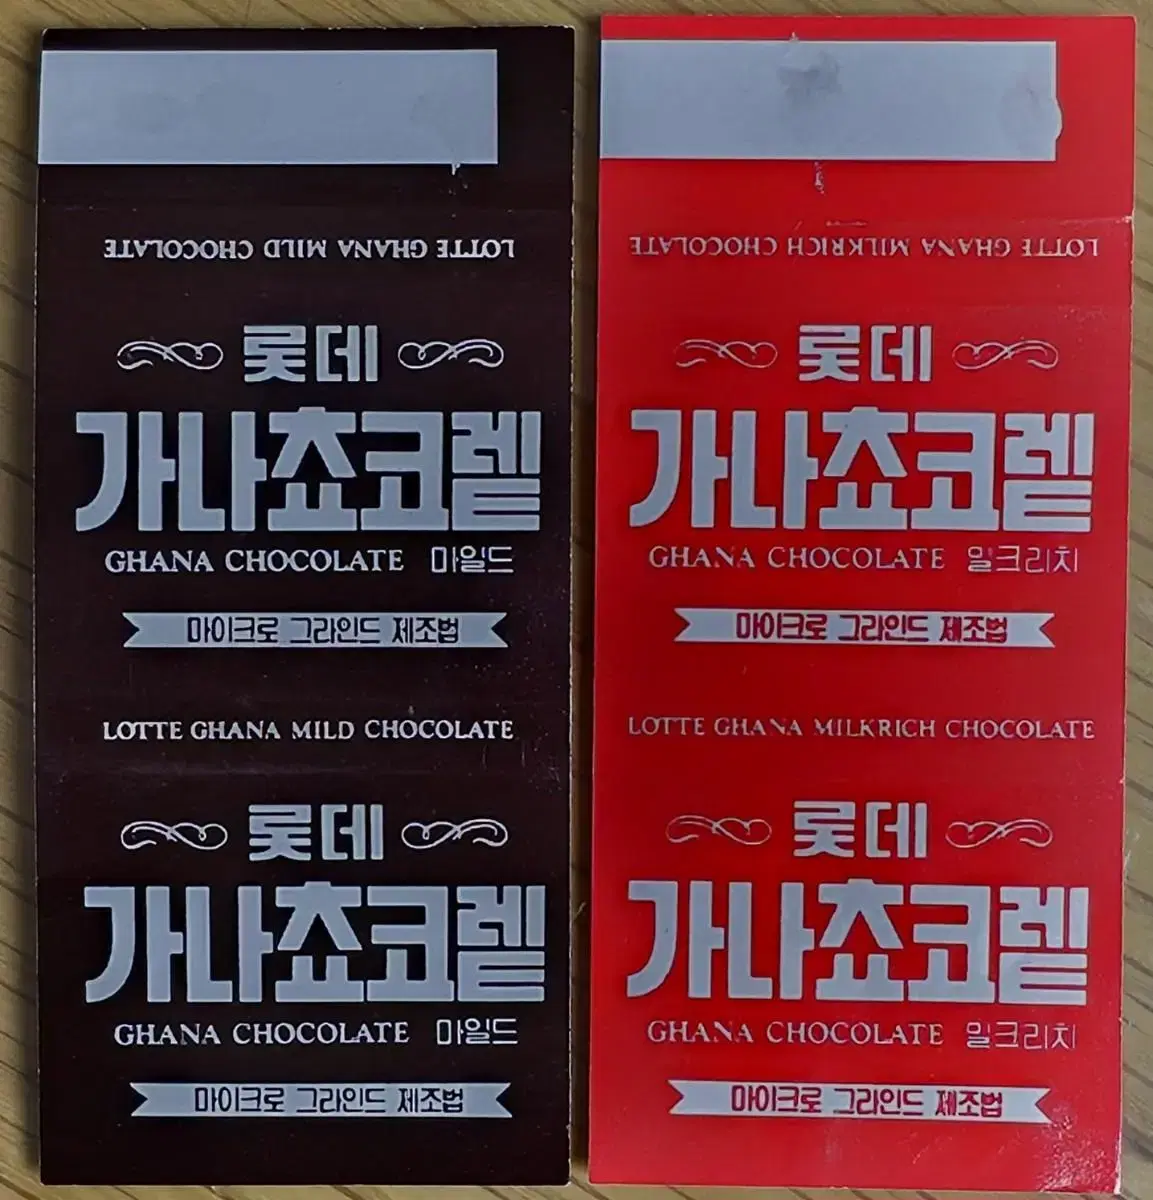 LOTTE GHANA MILD CHOCOLATE
롯데
가나쵸코렡
GHANA CHOCOLATE 마일드
마이크로 그라인드 제조법
LOTTE GHANA MILD CHOCOLATE
롯데
가나쵸코렡
GHANA CHOCOLATE 마일드
마이크로 그라인드 제조법
LOTTE GHANA MILKRICH CHOCOLATE
롯데
가나쵸코렡
GHANA CHOCOLATE 밀크리치
마이크로 그라인드 제조법
LOTTE GHANA MILKRICH CHOCOLATE
롯데
가나쵸코렡
GHANA CHOCOLATE 밀크리치
마이크로 그라인드 제조법